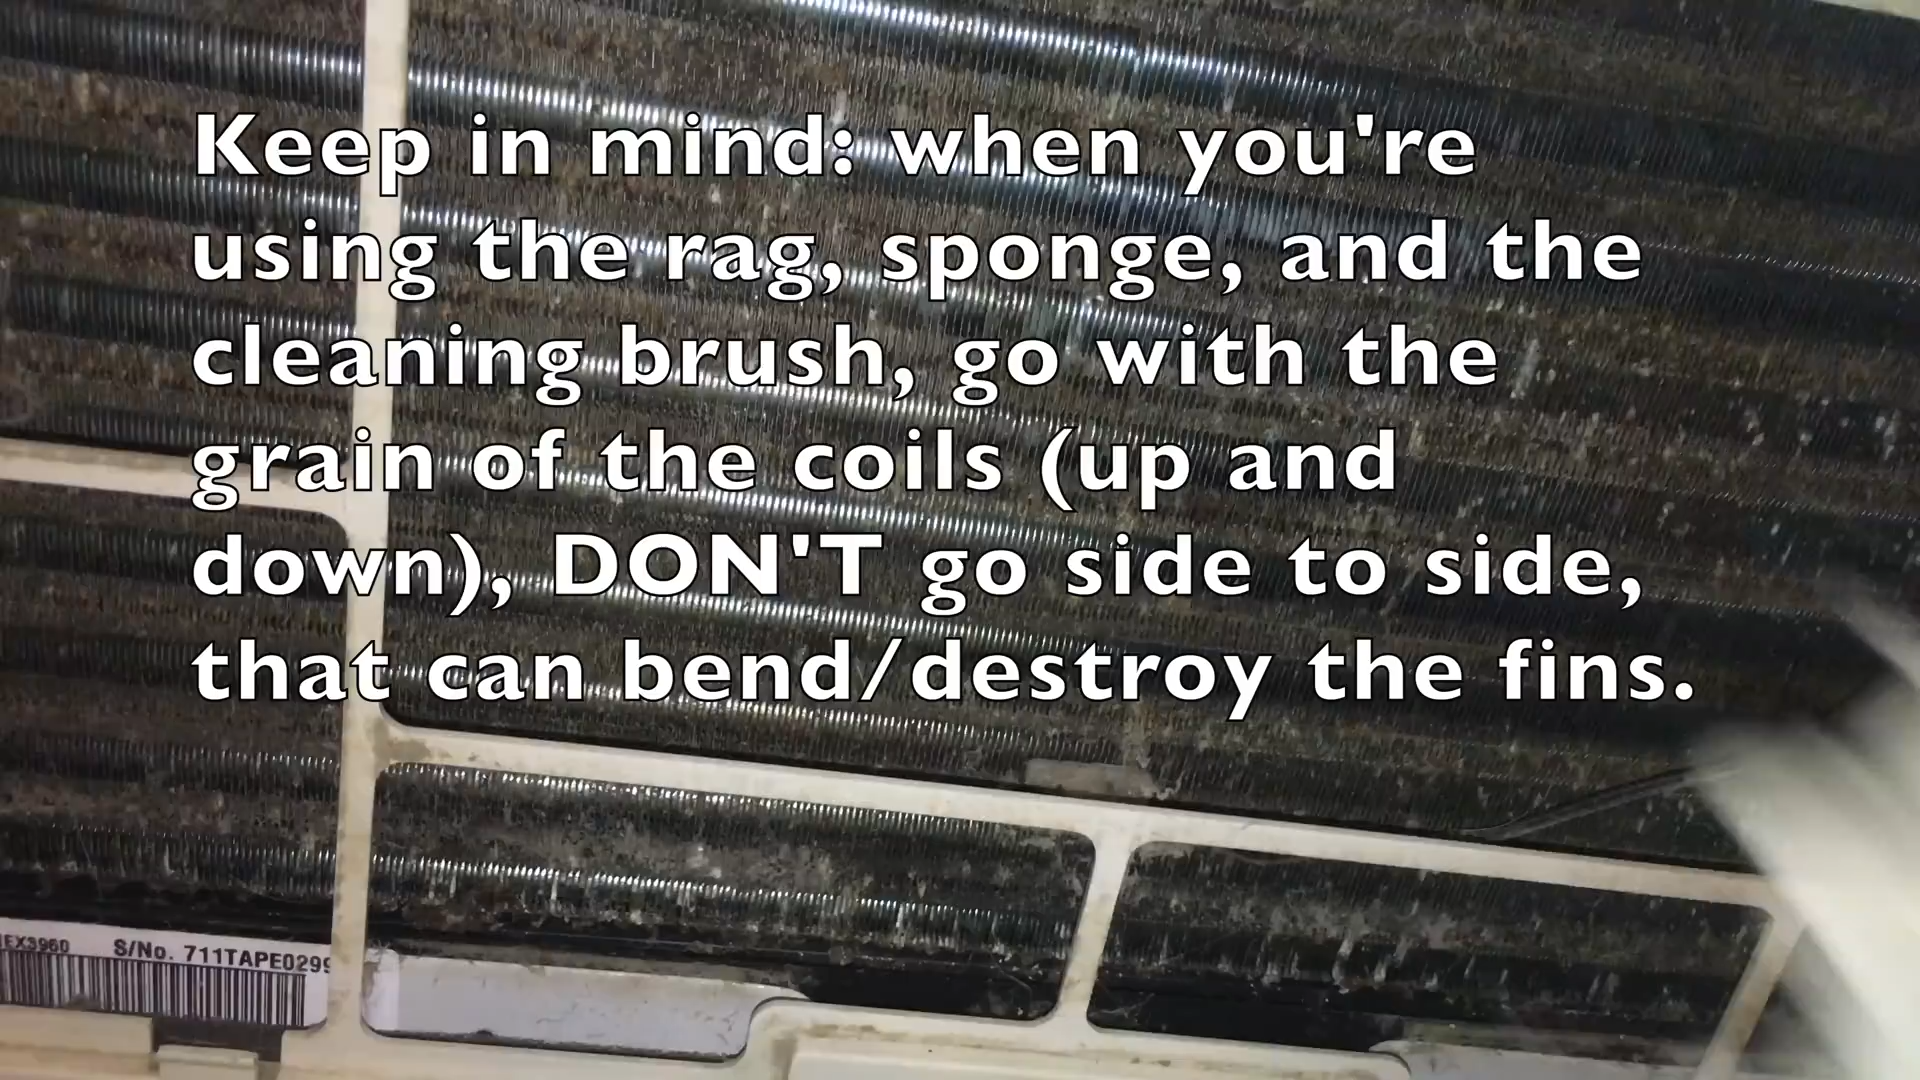 Keep in mind: when you're
using the rag, sponge, and the
cleaning brush, go with the
grain of the coils (up and
down), DON'T go side to side,
that can bend/destroy the fins.
EX3960 S/No. 711TAPE0299